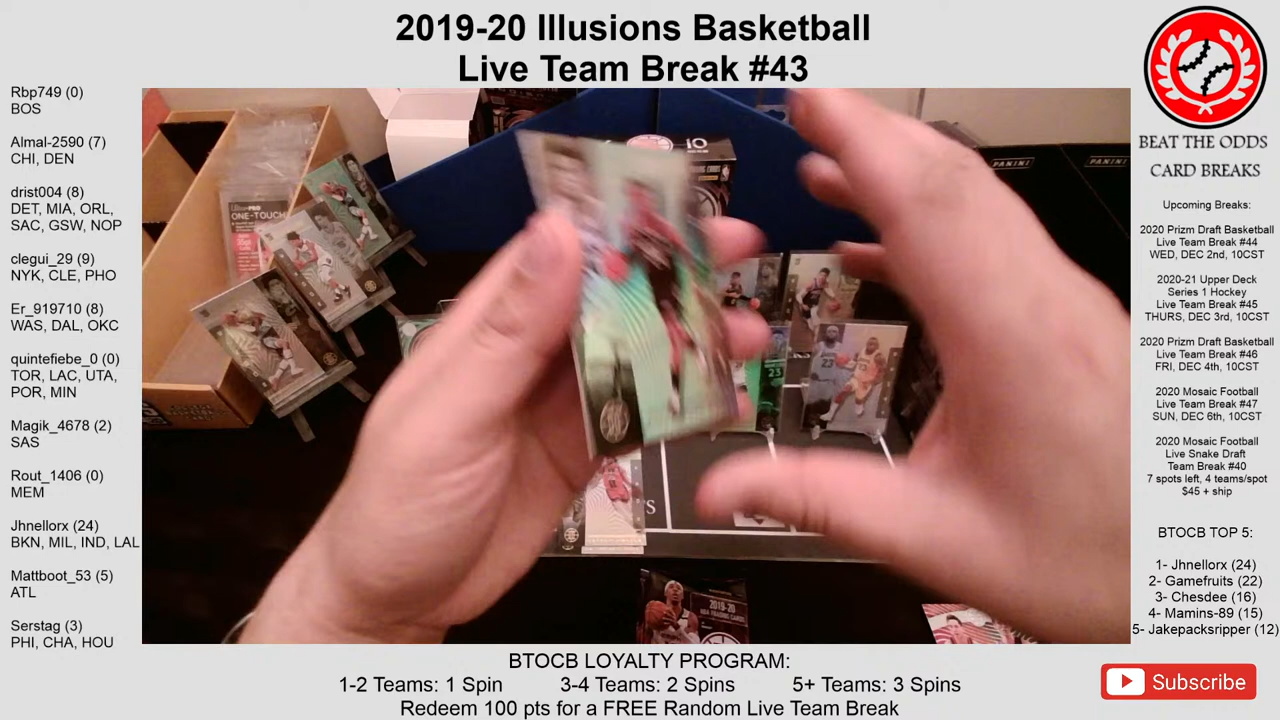 2019-20 Illusions Basketball
Live Team Break #43
Rbp749 (0)
BOS
Almal-2590 (7)
CHI, DEN
drist004 (8)
DET, MIA, ORL,
SAC, GSW, NOP
clegui_29 (9)
NYK, CLE, PHO
Er_919710 (8)
WAS, DAL, OKC
quintefiebe_0 (0)
TOR, LAC, UTA,
POR, MIN
Magik_4678 (2)
SAS
Rout_1406 (0)
MEM
Jhnellorx (24)
BKN, MIL, IND, LAL
Mattboot_53 (5)
ATL
Serstag (3)
PHI, CHA, HOU
ONE-TOUCH
10
PANINI
PANINI
23
23
2019-20
BEAT THE ODDS
CARD BREAKS
Upcoming Breaks:
2020 Prizm Draft Basketball
Live Team Break #44
WED, DEC 2nd, 10CST
2020-21 Upper Deck
Series 1 Hockey
Live Team Break #45
THURS, DEC 3rd, 10CST
2020 Prizm Draft Basketball
Live Team Break #46
FRI, DEC 4th, 10CST
2020 Mosaic Football
Live Team Break #47
SUN, DEC 6th, 10CST
2020 Mosaic Football
Live Snake Draft
Team Break #40
7 spots left, 4 teams/spot
$45 + ship
BTOCB TOP 5:
1- Jhnellorx (24)
2- Gamefruits (22)
3- Chesdee (16)
4- Mamins-89 (15)
5- Jakepacksripper (12)
BTOCB LOYALTY PROGRAM:
1-2 Teams: 1 Spin 3-4 Teams: 2 Spins 5+ Teams: 3 Spins
Redeem 100 pts for a FREE Random Live Team Break
Subscribe